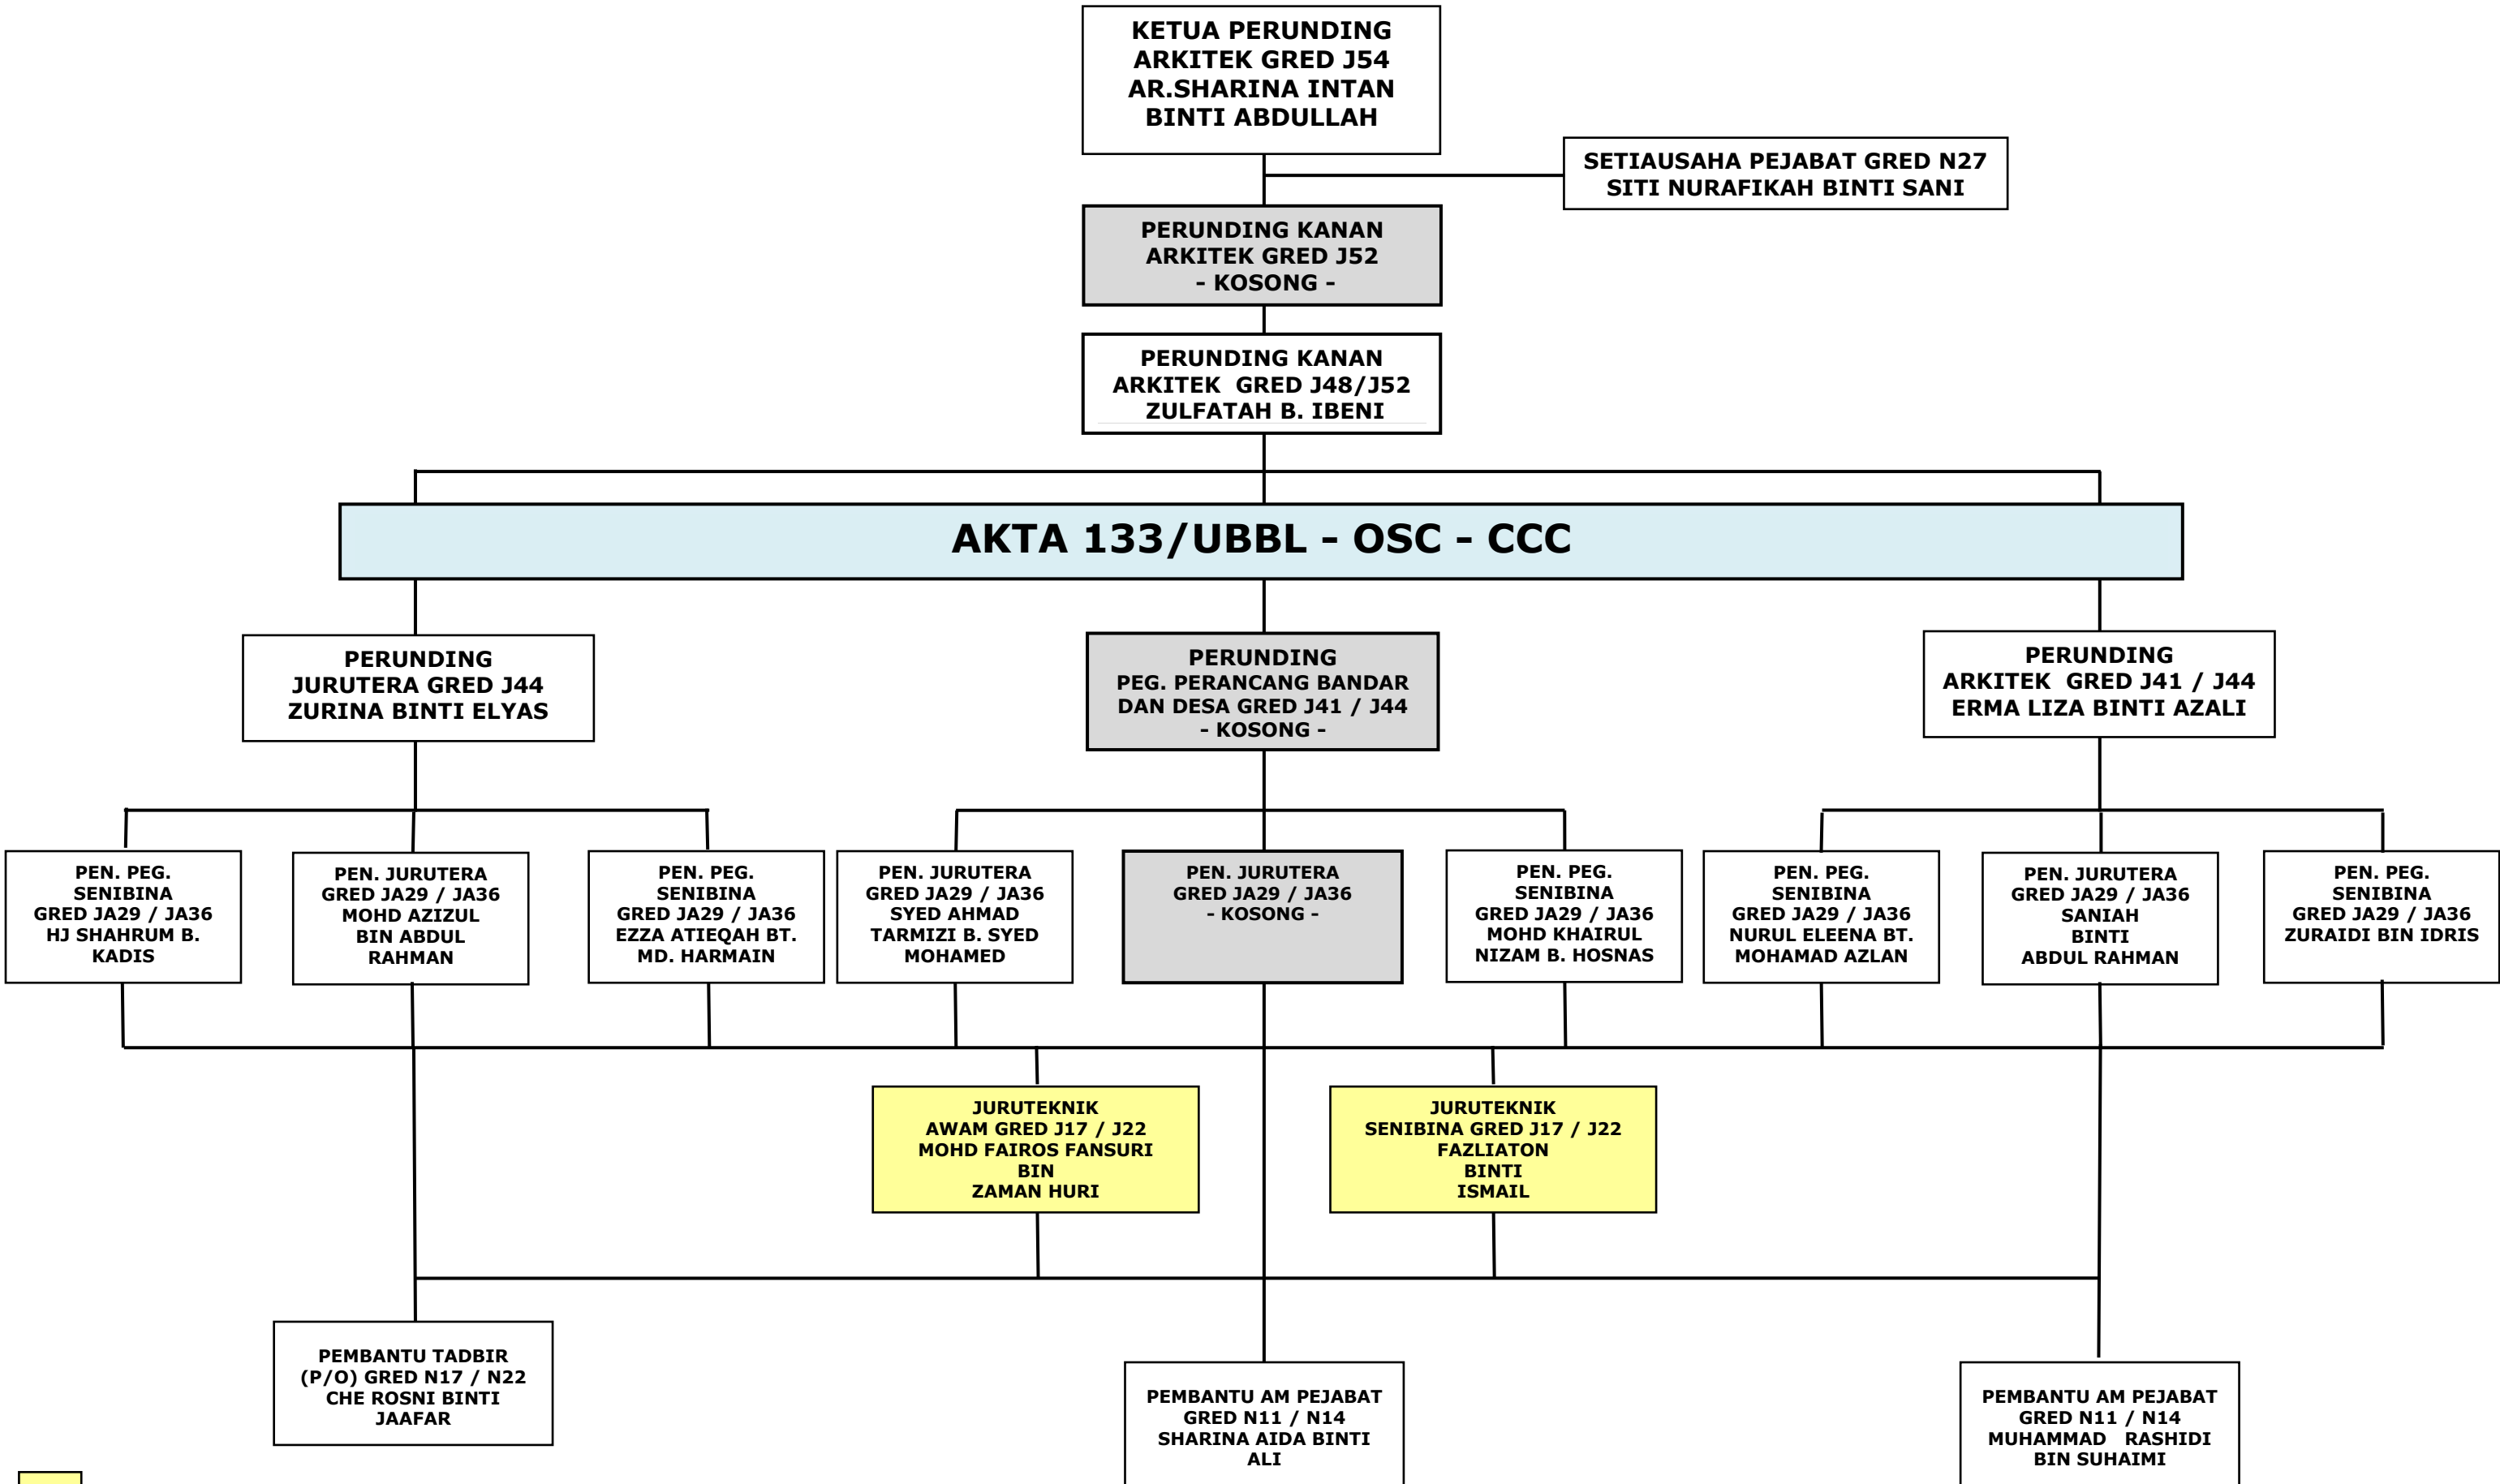 KETUA PERUNDING
ARKITEK GRED J54
AR.SHARINA INTAN
BINTI ABDULLAH
SETIAUSAHA PEJABAT GRED N27
SITI NURAFIKAH BINTI SANI
PERUNDING KANAN
ARKITEK GRED J52
- KOSONG -
PERUNDING KANAN
ARKITEK GRED J48/J52
ZULFATAH B. IBENI
AKTA 133/UBBL - OSC - CCC
PERUNDING
JURUTERA GRED J44
ZURINA BINTI ELYAS
PERUNDING
PEG. PERANCANG BANDAR
DAN DESA GRED J41 / J44
- KOSONG -
PERUNDING
ARKITEK GRED J41 / J44
ERMA LIZA BINTI AZALI
PEN. PEG.
SENIBINA
GRED JA29 / JA36
HJ SHAHRUM B.
KADIS
PEN. JURUTERA
GRED JA29 / JA36
MOHD AZIZUL
BIN ABDUL
RAHMAN
PEN. PEG.
SENIBINA
GRED JA29 / JA36
EZZA ATIEQAH BT.
MD. HARMAIN
PEN. JURUTERA
GRED JA29 / JA36
SYED AHMAD
TARMIZI B. SYED
MOHAMED
PEN. JURUTERA
GRED JA29 / JA36
- KOSONG -
PEN. PEG.
SENIBINA
GRED JA29 / JA36
MOHD KHAIRUL
NIZAM B. HOSNAS
PEN. PEG.
SENIBINA
GRED JA29 / JA36
NURUL ELEENA BT.
MOHAMAD AZLAN
PEN. JURUTERA
GRED JA29 / JA36
SANIAH
BINTI
ABDUL RAHMAN
PEN. PEG.
SENIBINA
GRED JA29 / JA36
ZURAIDI BIN IDRIS
JURUTEKNIK
AWAM GRED J17 / J22
MOHD FAIROS FANSURI
BIN
ZAMAN HURI
JURUTEKNIK
SENIBINA GRED J17 / J22
FAZLIATON
BINTI
ISMAIL
PEMBANTU TADBIR
(P/O) GRED N17 / N22
CHE ROSNI BINTI
JAAFAR
PEMBANTU AM PEJABAT
GRED N11 / N14
SHARINA AIDA BINTI
ALI
PEMBANTU AM PEJABAT
GRED N11 / N14
MUHAMMAD RASHIDI
BIN SUHAIMI